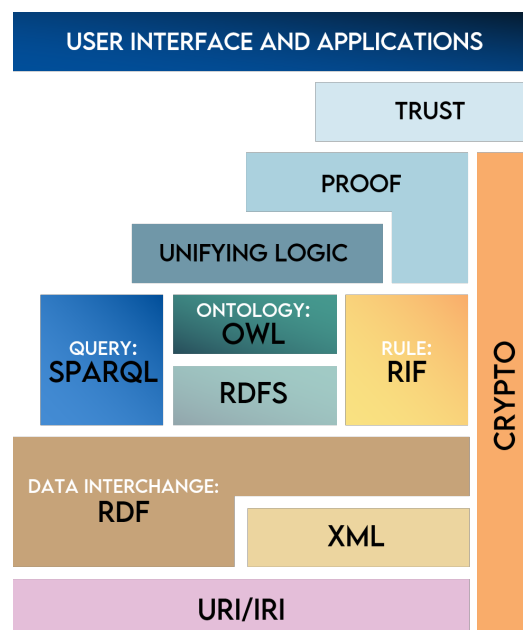 USER INTERFACE AND APPLICATIONS
TRUST
PROOF
UNIFYING LOGIC
QUERY:
SPARQL
ONTOLOGY:
OWL
RDFS
RULE:
RIF
CRYPTO
DATA INTERCHANGE:
RDF
XML
URI/IRI